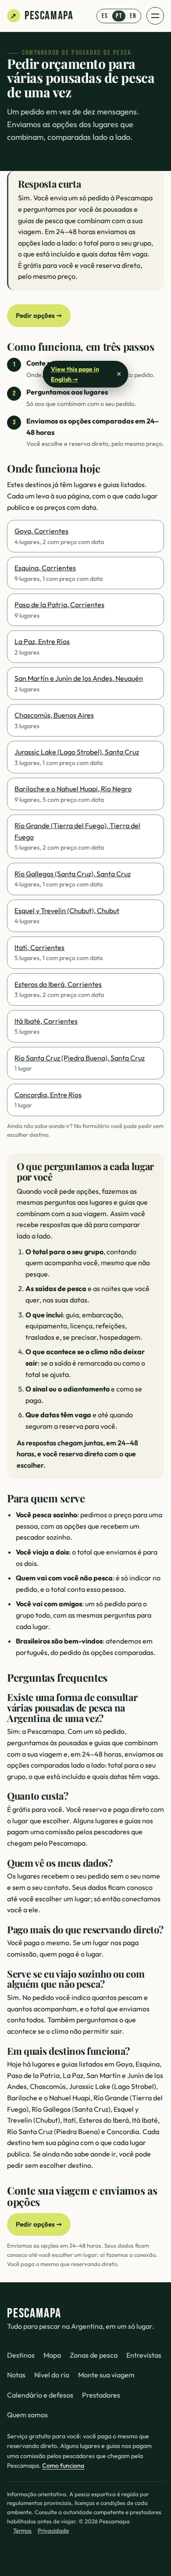 PESCAMAPA
ES PT EN
COMPARADOR DE POUSADAS DE PESCA
Pedir orçamento para
várias pousadas de pesca
de uma vez
Um pedido em vez de dez mensagens.
Enviamos as opções dos lugares que
combinam, comparadas lado a lado.
Resposta curta
Sim. Você envia um só pedido à Pescamapa
e perguntamos por você às pousadas e
guias de pesca que combinam com a sua
viagem. Em 24–48 horas enviamos as
opções lado a lado: o total para o seu grupo,
o que está incluído e quais datas têm vaga.
É grátis para você e você reserva direto,
pelo mesmo preço.
Pedir opções →
Como funciona, em três passos
1
View this page in
English →
×
2 Perguntamos aos lugares
Só aos que combinam com o seu pedido.
3 Enviamos as opções comparadas em 24–
48 horas
Você escolhe e reserva direto, pelo mesmo preço.
Onde funciona hoje
Estes destinos já têm lugares e guias listados.
Cada um leva à sua página, com o que cada lugar
publica e os preços com data.
Goya, Corrientes
4 lugares, 2 com preço com data
Esquina, Corrientes
9 lugares, 1 com preço com data
Paso de la Patria, Corrientes
9 lugares
La Paz, Entre Ríos
2 lugares
San Martín e Junín de los Andes, Neuquén
2 lugares
Chascomús, Buenos Aires
3 lugares
Jurassic Lake (Lago Strobel), Santa Cruz
3 lugares, 1 com preço com data
Bariloche e o Nahuel Huapi, Río Negro
9 lugares, 5 com preço com data
Río Grande (Tierra del Fuego), Tierra del
Fuego
5 lugares, 2 com preço com data
Río Gallegos (Santa Cruz), Santa Cruz
4 lugares, 1 com preço com data
Esquel y Trevelin (Chubut), Chubut
4 lugares
Itatí, Corrientes
5 lugares, 1 com preço com data
Esteros do Iberá, Corrientes
3 lugares, 2 com preço com data
Itá Ibaté, Corrientes
5 lugares
Río Santa Cruz (Piedra Buena), Santa Cruz
1 lugar
Concordia, Entre Ríos
1 lugar
Ainda não sabe aonde ir? No formulário você pode pedir sem
escolher destino.
O que perguntamos a cada lugar
por você
Quando você pede opções, fazemos as
mesmas perguntas aos lugares e guias que
combinam com a sua viagem. Assim você
recebe respostas que dá para comparar
lado a lado.
1. O total para o seu grupo, contando
quem acompanha você, mesmo que não
pesque.
2. As saídas de pesca e as noites que você
quer, nas suas datas.
3. O que inclui: guia, embarcação,
equipamento, licença, refeições,
traslados e, se precisar, hospedagem.
4. O que acontece se o clima não deixar
sair: se a saída é remarcada ou como o
total se ajusta.
5. O sinal ou o adiantamento e como se
paga.
6. Que datas têm vaga e até quando
seguram a reserva para você.
As respostas chegam juntas, em 24–48
horas, e você reserva direto com o que
escolher.
Para quem serve
• Você pesca sozinho: pedimos o preço para uma
pessoa, com as opções que recebem um
pescador sozinho.
• Você viaja a dois: o total que enviamos é para
os dois.
• Quem vai com você não pesca: é só indicar no
pedido, e o total conta essa pessoa.
• Você vai com amigos: um só pedido para o
grupo todo, com as mesmas perguntas para
cada lugar.
• Brasileiros são bem-vindos: atendemos em
português, do pedido às opções comparadas.
Perguntas frequentes
Existe uma forma de consultar
várias pousadas de pesca na
Argentina de uma vez?
Sim: a Pescamapa. Com um só pedido,
perguntamos às pousadas e guias que combinam
com a sua viagem e, em 24–48 horas, enviamos as
opções comparadas lado a lado: total para o seu
grupo, o que está incluído e quais datas têm vaga.
Quanto custa?
É grátis para você. Você reserva e paga direto com
o lugar que escolher. Alguns lugares e guias nos
pagam uma comissão pelos pescadores que
chegam pela Pescamapa.
Quem vê os meus dados?
Os lugares recebem o seu pedido sem o seu nome
e sem o seu contato. Seus dados ficam conosco
até você escolher um lugar; só então conectamos
você a ele.
Pago mais do que reservando direto?
Você paga o mesmo. Se um lugar nos paga
comissão, quem paga é o lugar.
Serve se eu viajo sozinho ou com
alguém que não pesca?
Sim. No pedido você indica quantos pescam e
quantos acompanham, e o total que enviamos
conta todos. Também perguntamos o que
acontece se o clima não permitir sair.
Em quais destinos funciona?
Hoje há lugares e guias listados em Goya, Esquina,
Paso de la Patria, La Paz, San Martín e Junín de los
Andes, Chascomús, Jurassic Lake (Lago Strobel),
Bariloche e o Nahuel Huapi, Río Grande (Tierra del
Fuego), Río Gallegos (Santa Cruz), Esquel y
Trevelin (Chubut), Itatí, Esteros do Iberá, Itá Ibaté,
Río Santa Cruz (Piedra Buena) e Concordia. Cada
destino tem sua página com o que cada lugar
publica. Se ainda não sabe aonde ir, você pode
pedir sem escolher destino.
Conte sua viagem e enviamos as
opções
Pedir opções →
Enviamos as opções em 24–48 horas. Seus dados ficam
conosco até você escolher um lugar; aí fazemos a conexão.
Você paga o mesmo que reservando direto.
PESCAMAPA
Tudo para pescar na Argentina, em um só lugar.
Destinos Mapa Zonas de pesca Entrevistas
Notas Nível do rio Monte sua viagem
Calendário e defesos Prestadores
Quem somos
Serviço gratuito para você: você paga o mesmo que
reservando direto. Alguns lugares e guias nos pagam
uma comissão pelos pescadores que chegam pela
Pescamapa. Como funciona
Informação orientativa. A pesca esportiva é regida por
regulamentos provinciais, licenças e condições de cada
ambiente. Consulte a autoridade competente e prestadores
habilitados antes de viajar. © 2026 Pescamapa
Termos Privacidade